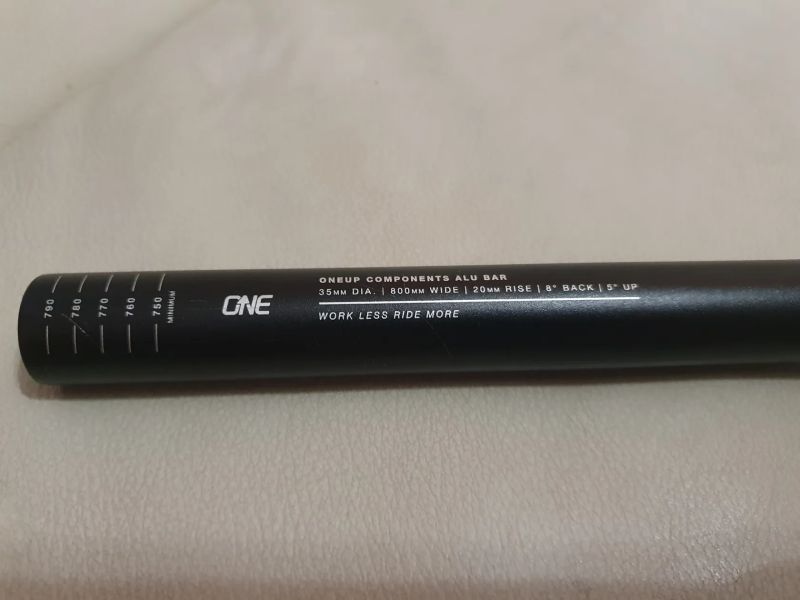 790
780
770
760
750
MINIMUM
ONE
ONEUP COMPONENTS ALU BAR
35MM DIA. | 800MM WIDE | 20MM RISE | 8° BACK | 5° UP
WORK LESS RIDE MORE